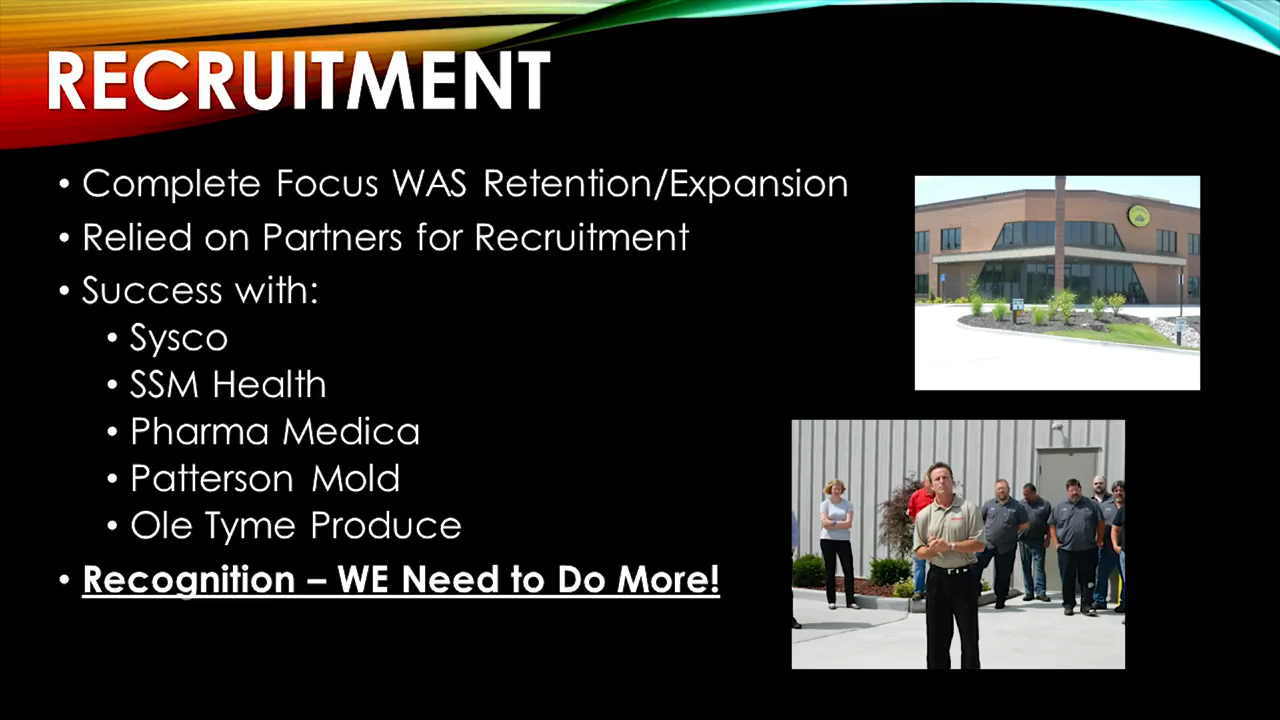 RECRUITMENT
• Complete Focus WAS Retention/Expansion
• Relied on Partners for Recruitment
• Success with:
• Sysco
• SSM Health
• Pharma Medica
• Patterson Mold
• Ole Tyme Produce
• Recognition – WE Need to Do More!